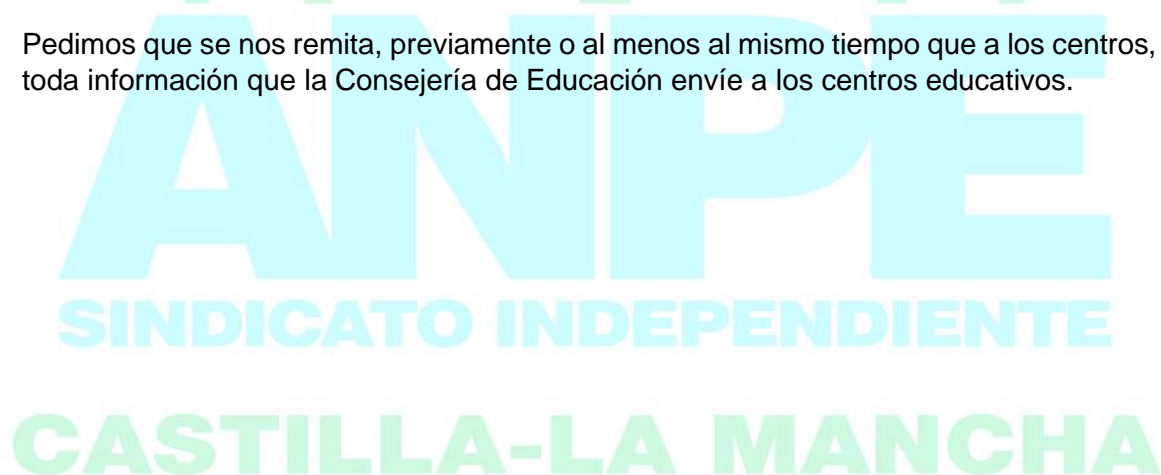 Pedimos que se nos remita, previamente o al menos al mismo tiempo que a los centros,
toda información que la Consejería de Educación envíe a los centros educativos.
ANPE
SINDICATO INDEPENDIENTE
CASTILLA-LA MANCHA